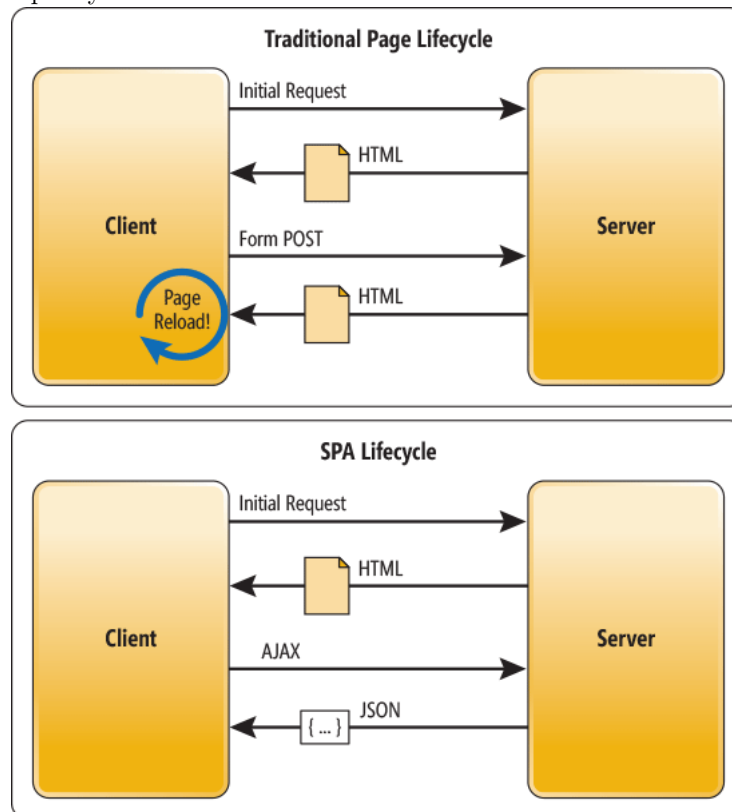 Traditional Page Lifecycle
Initial Request
HTML
Client
Server
Form POST
HTML
Page
Reload!
SPA Lifecycle
Initial Request
HTML
Client
Server
AJAX
JSON
{ ... }